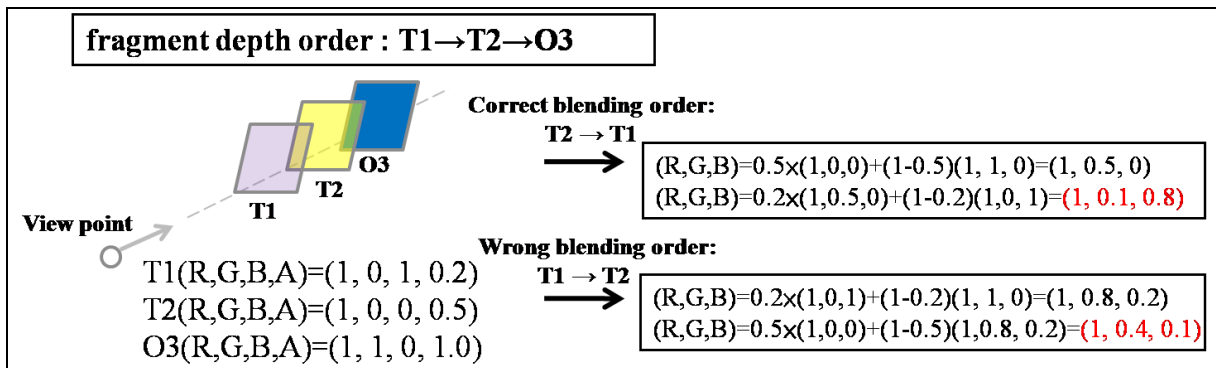 fragment depth order : T1→T2→O3
T1
T2
O3
View point
T1(R,G,B,A)=(1, 0, 1, 0.2)
T2(R,G,B,A)=(1, 0, 0, 0.5)
O3(R,G,B,A)=(1, 1, 0, 1.0)
Correct blending order:
T2 → T1
(R,G,B)=0.5×(1,0,0)+(1-0.5)(1, 1, 0)=(1, 0.5, 0)
(R,G,B)=0.2×(1,0.5,0)+(1-0.2)(1,0, 1)=(1, 0.1, 0.8)
Wrong blending order:
T1 → T2
(R,G,B)=0.2×(1,0,1)+(1-0.2)(1, 1, 0)=(1, 0.8, 0.2)
(R,G,B)=0.5×(1,0,0)+(1-0.5)(1,0.8, 0.2)=(1, 0.4, 0.1)